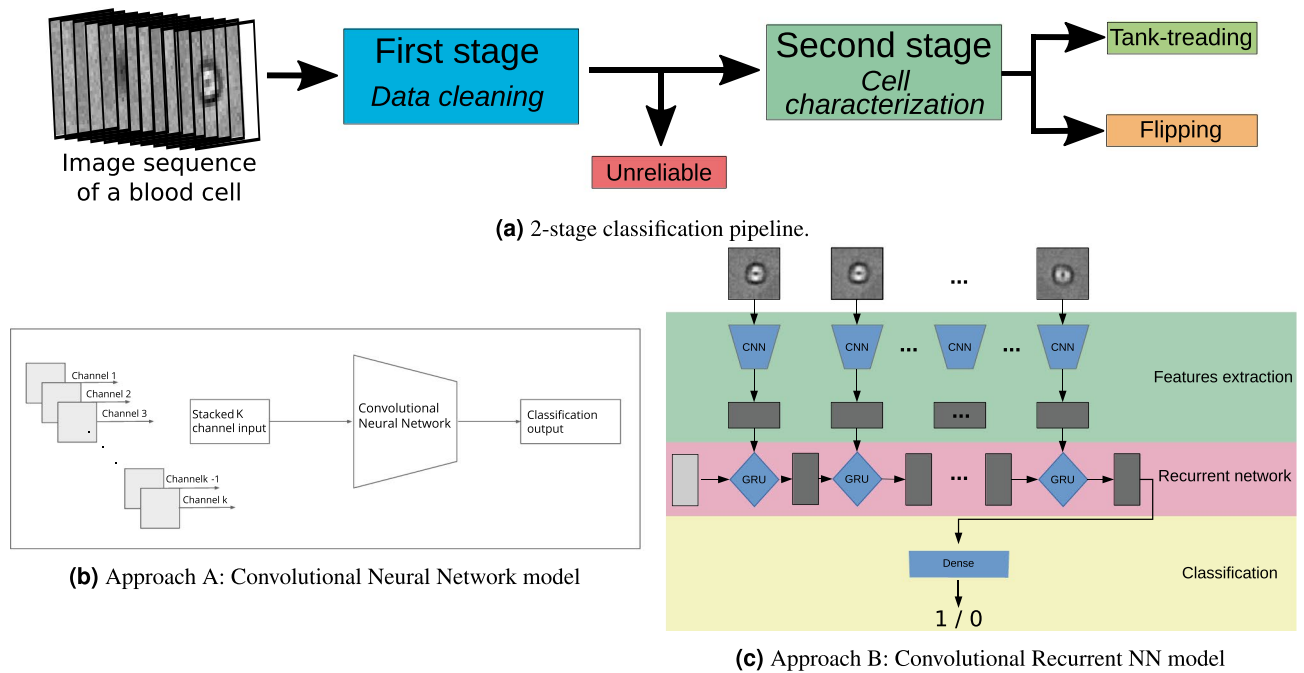 First stage
Data cleaning
Second stage
Cell
characterization
Tank-treading
Flipping
Unreliable
Image sequence
of a blood cell
(a) 2-stage classification pipeline.
Channel 1
Channel 2
Channel 3
Channelk -1
Channel k
Stacked K
channel input
Convolutional
Neural Network
Classification
output
(b) Approach A: Convolutional Neural Network model
...
CNN
CNN
...
CNN
...
CNN
Features extraction
...
GRU
GRU
...
GRU
Recurrent network
Dense
Classification
1 / 0
(c) Approach B: Convolutional Recurrent NN model